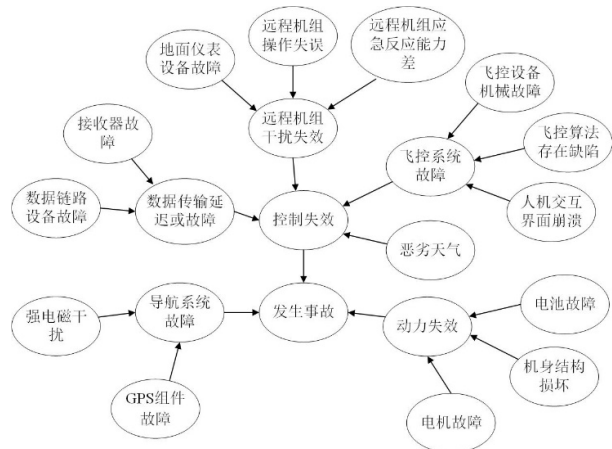 远程机组
操作失误
远程机组应
急反应能力
差
地面仪表
设备故障
飞控设备
机械故障
接收器故
障
远程机组
干扰失效
飞控算法
存在缺陷
飞控系统
故障
数据链路
设备故障
数据传输延
迟或故障
控制失效
人机交互
界面崩溃
恶劣天气
强电磁干
扰
导航系统
故障
发生事故
动力失效
电池故障
机身结构
损坏
GPS组件
故障
电机故障